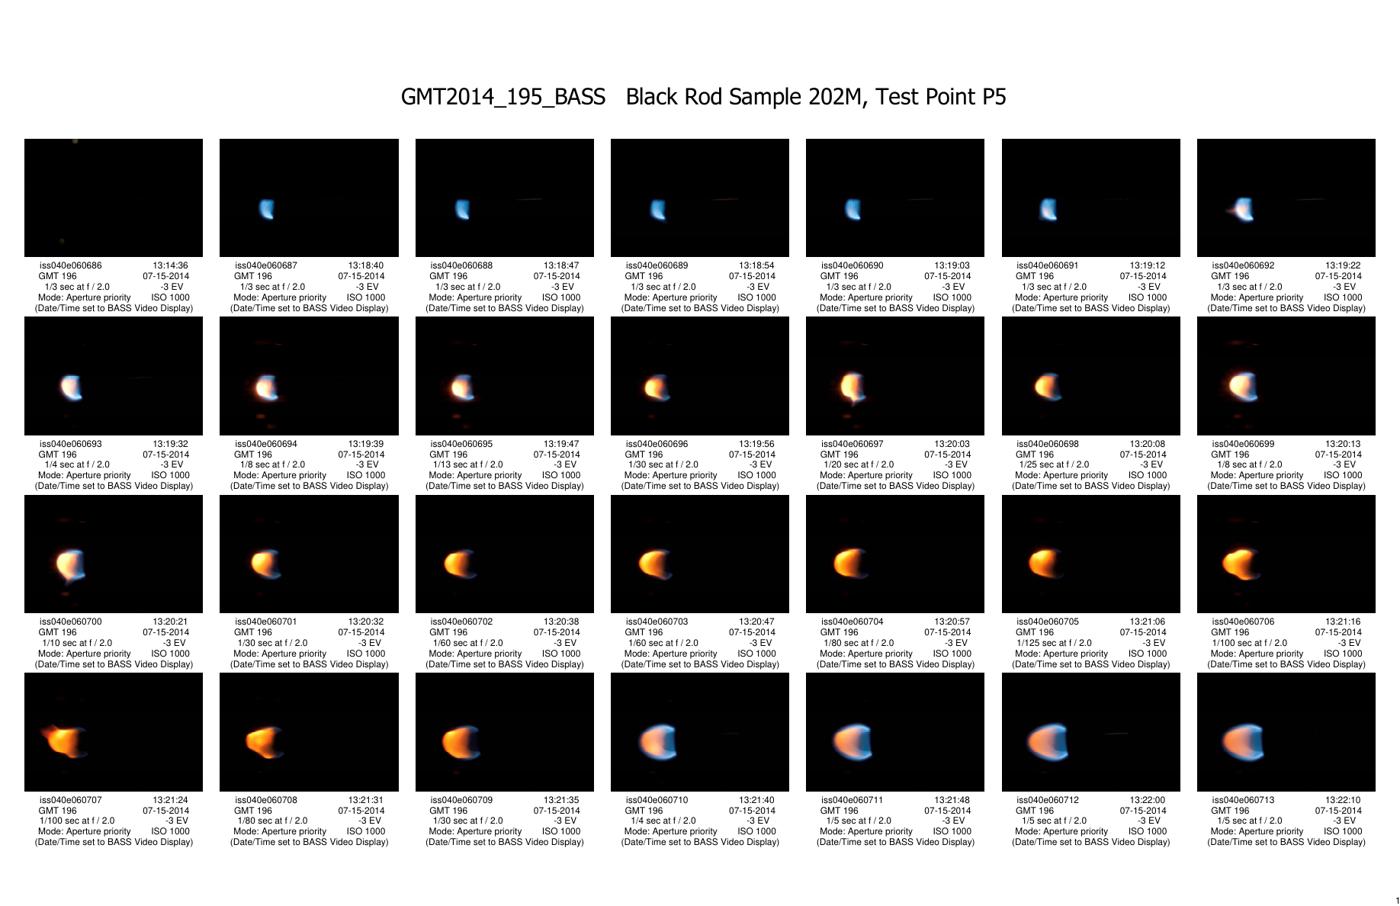 GMT2014_195_BASS Black Rod Sample 202M, Test Point P5
iss040e060686 13:14:36
GMT 196 07-15-2014
1/3 sec at f / 2.0 -3 EV
Mode: Aperture priority ISO 1000
(Date/Time set to BASS Video Display)
iss040e060687 13:18:40
GMT 196 07-15-2014
1/3 sec at f / 2.0 -3 EV
Mode: Aperture priority ISO 1000
(Date/Time set to BASS Video Display)
iss040e060688 13:18:47
GMT 196 07-15-2014
1/3 sec at f / 2.0 -3 EV
Mode: Aperture priority ISO 1000
(Date/Time set to BASS Video Display)
iss040e060689 13:18:54
GMT 196 07-15-2014
1/3 sec at f / 2.0 -3 EV
Mode: Aperture priority ISO 1000
(Date/Time set to BASS Video Display)
iss040e060690 13:19:03
GMT 196 07-15-2014
1/3 sec at f / 2.0 -3 EV
Mode: Aperture priority ISO 1000
(Date/Time set to BASS Video Display)
iss040e060691 13:19:12
GMT 196 07-15-2014
1/3 sec at f / 2.0 -3 EV
Mode: Aperture priority ISO 1000
(Date/Time set to BASS Video Display)
iss040e060692 13:19:22
GMT 196 07-15-2014
1/3 sec at f / 2.0 -3 EV
Mode: Aperture priority ISO 1000
(Date/Time set to BASS Video Display)
iss040e060693 13:19:32
GMT 196 07-15-2014
1/4 sec at f / 2.0 -3 EV
Mode: Aperture priority ISO 1000
(Date/Time set to BASS Video Display)
iss040e060694 13:19:39
GMT 196 07-15-2014
1/8 sec at f / 2.0 -3 EV
Mode: Aperture priority ISO 1000
(Date/Time set to BASS Video Display)
iss040e060695 13:19:47
GMT 196 07-15-2014
1/13 sec at f / 2.0 -3 EV
Mode: Aperture priority ISO 1000
(Date/Time set to BASS Video Display)
iss040e060696 13:19:56
GMT 196 07-15-2014
1/30 sec at f / 2.0 -3 EV
Mode: Aperture priority ISO 1000
(Date/Time set to BASS Video Display)
iss040e060697 13:20:03
GMT 196 07-15-2014
1/20 sec at f / 2.0 -3 EV
Mode: Aperture priority ISO 1000
(Date/Time set to BASS Video Display)
iss040e060698 13:20:08
GMT 196 07-15-2014
1/25 sec at f / 2.0 -3 EV
Mode: Aperture priority ISO 1000
(Date/Time set to BASS Video Display)
iss040e060699 13:20:13
GMT 196 07-15-2014
1/8 sec at f / 2.0 -3 EV
Mode: Aperture priority ISO 1000
(Date/Time set to BASS Video Display)
iss040e060700 13:20:21
GMT 196 07-15-2014
1/10 sec at f / 2.0 -3 EV
Mode: Aperture priority ISO 1000
(Date/Time set to BASS Video Display)
iss040e060701 13:20:32
GMT 196 07-15-2014
1/30 sec at f / 2.0 -3 EV
Mode: Aperture priority ISO 1000
(Date/Time set to BASS Video Display)
iss040e060702 13:20:38
GMT 196 07-15-2014
1/60 sec at f / 2.0 -3 EV
Mode: Aperture priority ISO 1000
(Date/Time set to BASS Video Display)
iss040e060703 13:20:47
GMT 196 07-15-2014
1/60 sec at f / 2.0 -3 EV
Mode: Aperture priority ISO 1000
(Date/Time set to BASS Video Display)
iss040e060704 13:20:57
GMT 196 07-15-2014
1/80 sec at f / 2.0 -3 EV
Mode: Aperture priority ISO 1000
(Date/Time set to BASS Video Display)
iss040e060705 13:21:06
GMT 196 07-15-2014
1/125 sec at f / 2.0 -3 EV
Mode: Aperture priority ISO 1000
(Date/Time set to BASS Video Display)
iss040e060706 13:21:16
GMT 196 07-15-2014
1/100 sec at f / 2.0 -3 EV
Mode: Aperture priority ISO 1000
(Date/Time set to BASS Video Display)
iss040e060707 13:21:24
GMT 196 07-15-2014
1/100 sec at f / 2.0 -3 EV
Mode: Aperture priority ISO 1000
(Date/Time set to BASS Video Display)
iss040e060708 13:21:31
GMT 196 07-15-2014
1/80 sec at f / 2.0 -3 EV
Mode: Aperture priority ISO 1000
(Date/Time set to BASS Video Display)
iss040e060709 13:21:35
GMT 196 07-15-2014
1/30 sec at f / 2.0 -3 EV
Mode: Aperture priority ISO 1000
(Date/Time set to BASS Video Display)
iss040e060710 13:21:40
GMT 196 07-15-2014
1/4 sec at f / 2.0 -3 EV
Mode: Aperture priority ISO 1000
(Date/Time set to BASS Video Display)
iss040e060711 13:21:48
GMT 196 07-15-2014
1/5 sec at f / 2.0 -3 EV
Mode: Aperture priority ISO 1000
(Date/Time set to BASS Video Display)
iss040e060712 13:22:00
GMT 196 07-15-2014
1/5 sec at f / 2.0 -3 EV
Mode: Aperture priority ISO 1000
(Date/Time set to BASS Video Display)
iss040e060713 13:22:10
GMT 196 07-15-2014
1/5 sec at f / 2.0 -3 EV
Mode: Aperture priority ISO 1000
(Date/Time set to BASS Video Display)